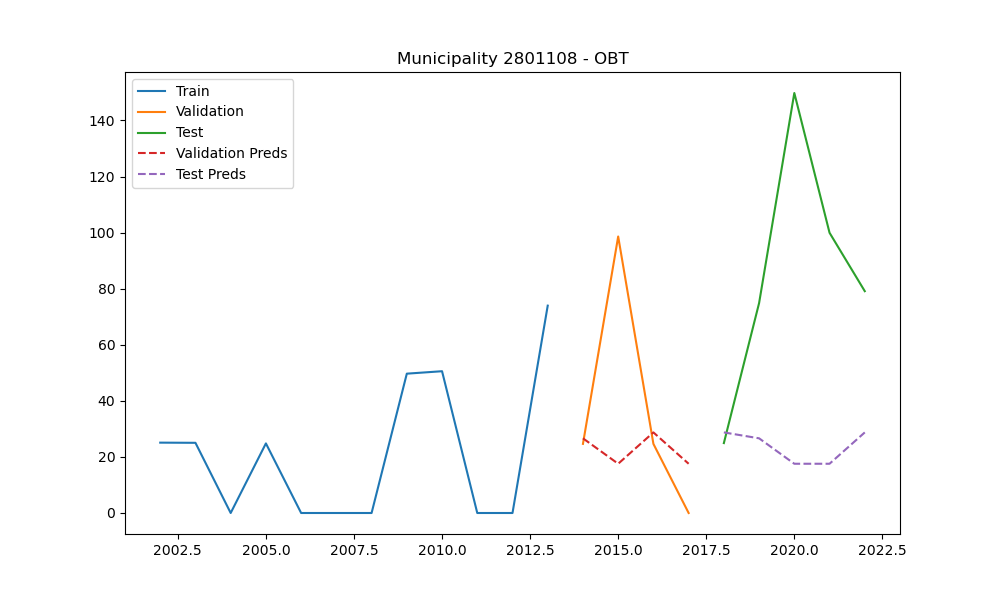 Municipality 2801108 - OBT
Train
Validation
Test
Validation Preds
Test Preds
140
120
100
80
60
40
20
0
2002.5 2005.0 2007.5 2010.0 2012.5 2015.0 2017.5 2020.0 2022.5